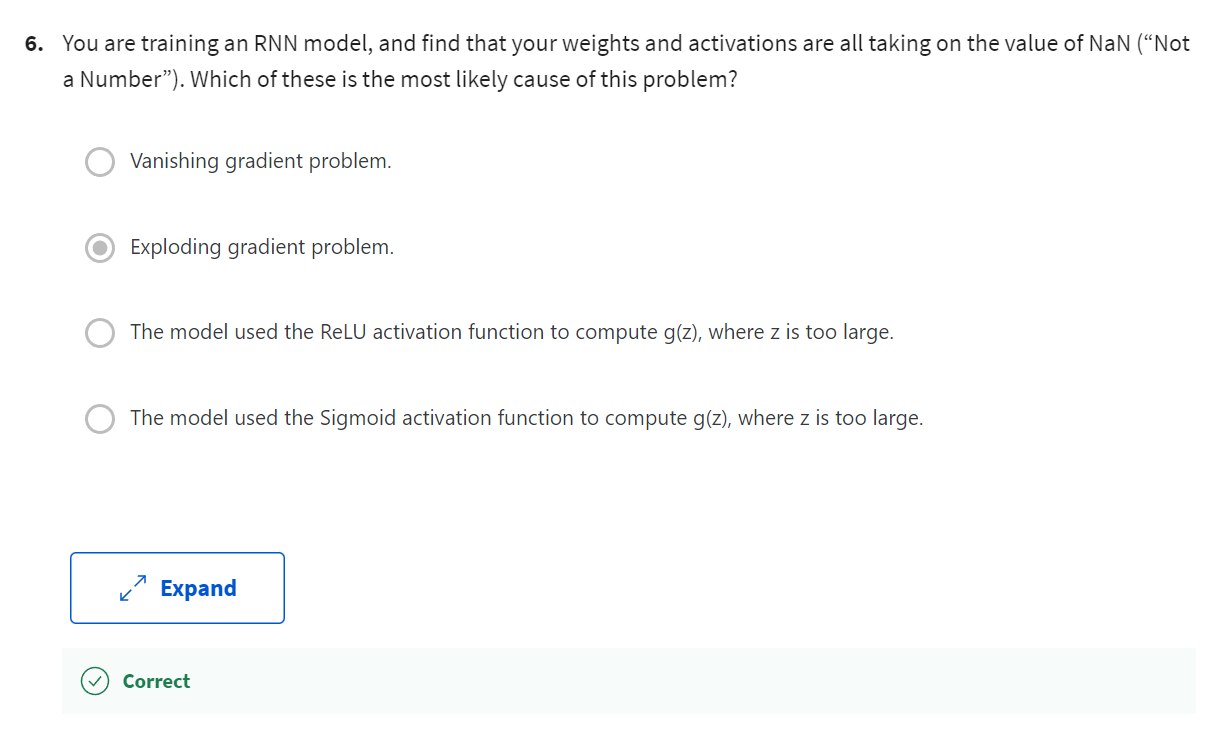 6. You are training an RNN model, and find that your weights and activations are all taking on the value of NaN (“Not
a Number”). Which of these is the most likely cause of this problem?
Vanishing gradient problem.
Exploding gradient problem.
The model used the ReLU activation function to compute g(z), where z is too large.
The model used the Sigmoid activation function to compute g(z), where z is too large.
Expand
Correct